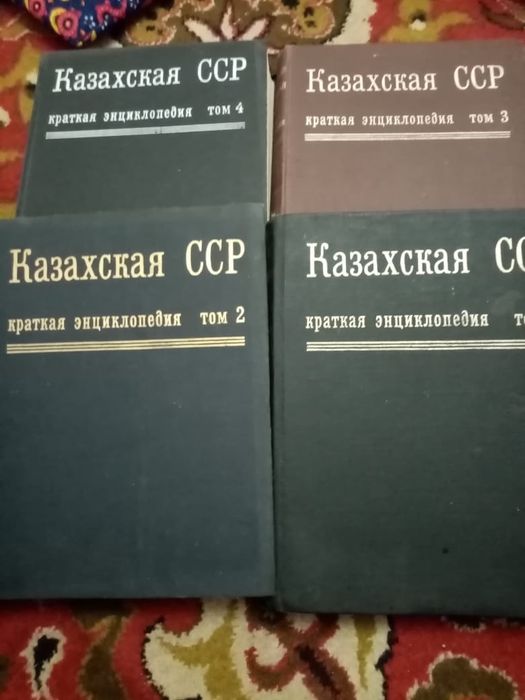 Казахская ССР
краткая энциклопедия том 4
Казахская ССР
краткая энциклопедия том 3
Казахская ССР
краткая энциклопедия том 2
Казахская СС
краткая энциклопедия